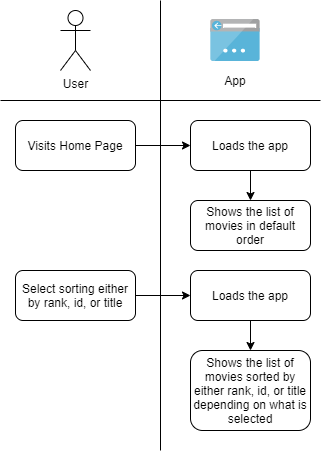 User
App
Visits Home Page
Loads the app
Shows the list of
movies in default
order
Select sorting either
by rank, id, or title
Loads the app
Shows the list of
movies sorted by
either rank, id, or title
depending on what is
selected